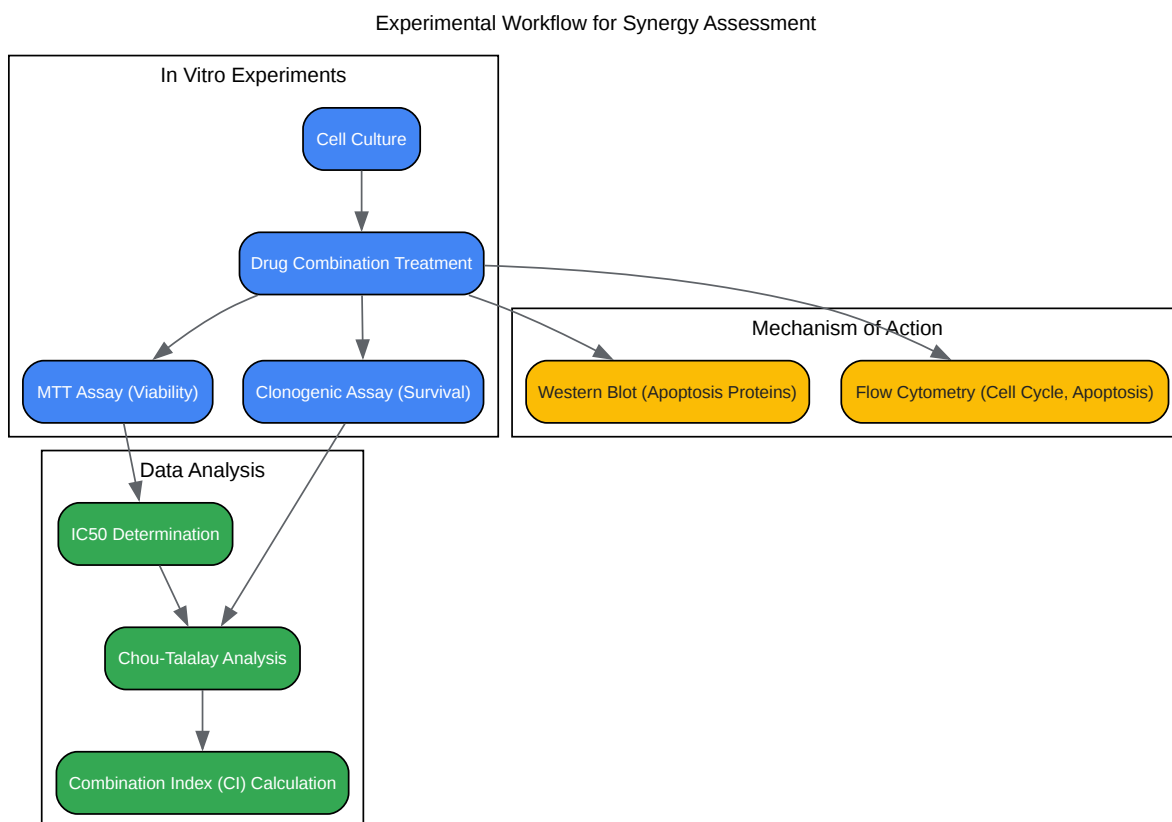 Experimental Workflow for Synergy Assessment
In Vitro Experiments
Cell Culture
Drug Combination Treatment
Mechanism of Action
MTT Assay (Viability)
Clonogenic Assay (Survival)
Western Blot (Apoptosis Proteins)
Flow Cytometry (Cell Cycle, Apoptosis)
Data Analysis
IC50 Determination
Chou-Talalay Analysis
Combination Index (CI) Calculation